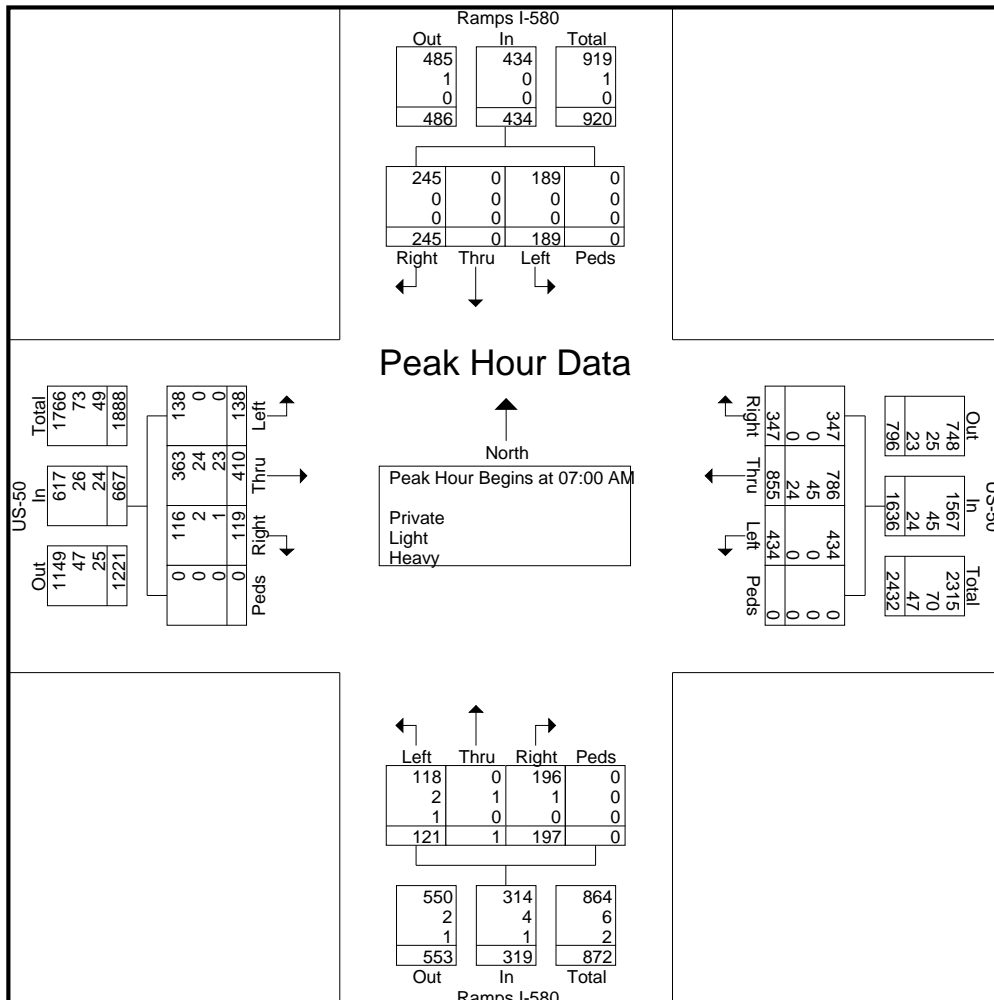 Ramps I-580
Out In Total
485 434 919
1 0 1
0 0 0
486 434 920
245 0 189 0
0 0 0 0
0 0 0 0
245 0 189 0
Right Thru Left Peds
Peak Hour Data
North
Peak Hour Begins at 07:00 AM
Private
Light
Heavy
US-50
Total
1766
73
49
1888
In
617
26
24
667
Out
1149
47
25
1221
138
0
0
138
Left
363
24
23
410
Thru
116
2
1
119
Right
0
0
0
0
Peds
Right
347
0
0
347
Thru
786
45
24
855
Left
434
0
0
434
Peds
0
0
0
0
US-50
Out
748
25
23
796
In
1567
45
24
1636
Total
2315
70
47
2432
Left Thru Right Peds
118 0 196 0
2 1 1 0
1 0 0 0
121 1 197 0
550 314 864
2 4 6
1 1 2
553 319 872
Out In Total
Ramps I-580